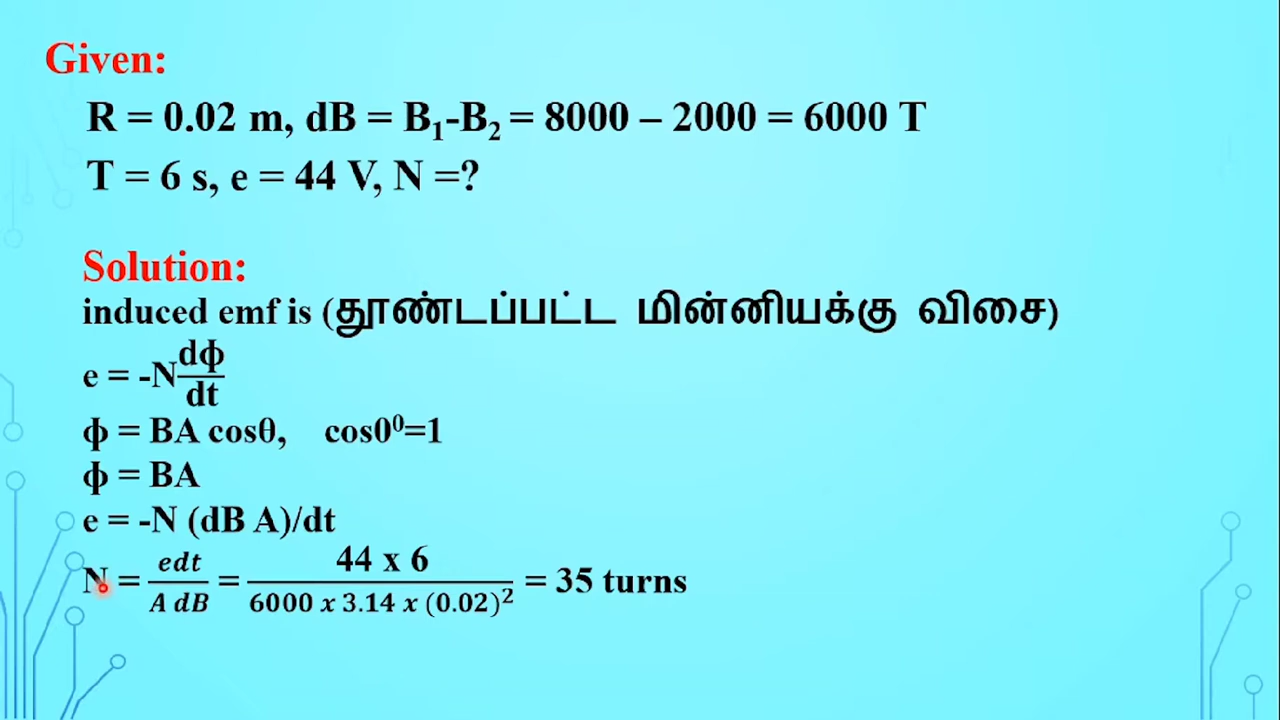 Given:
R = 0.02 m, dB = B₁-B₂ = 8000 – 2000 = 6000 T
T = 6 s, e = 44 V, N =?
Solution:
induced emf is (தூண்டப்பட்ட மின்னியக்கு விசை)
e = -N dϕ/dt
ϕ = BA cosθ, cos0⁰=1
ϕ = BA
e = -N (dB A)/dt
N = edt/A dB = 44 x 6/6000 x 3.14 x (0.02)² = 35 turns